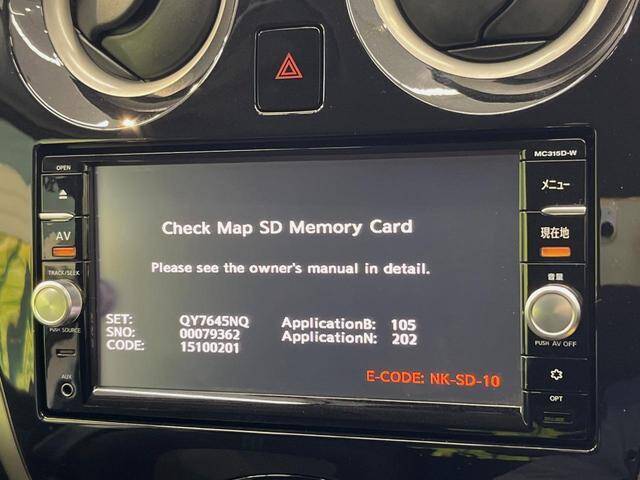 OPEN
MC315D-W
メニュー
AV
現在地
Check Map SD Memory Card
TRACK/SEEK
音量
Please see the owner's manual in detail.
SET: QY7645NQ ApplicationB: 105
SNO: 00079362 ApplicationN: 202
CODE: 15100201
PUSH SOURCE
PUSH AV OFF
AUX
E-CODE: NK-SD-10
OPT